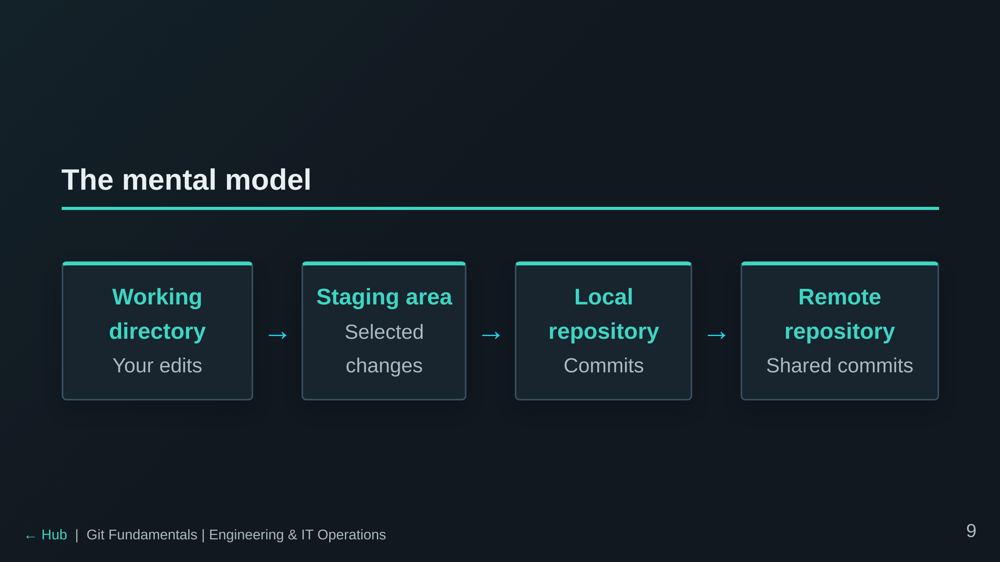 The mental model
Working
directory
Your edits
→
Staging area
Selected
changes
→
Local
repository
Commits
→
Remote
repository
Shared commits
← Hub | Git Fundamentals | Engineering & IT Operations
9